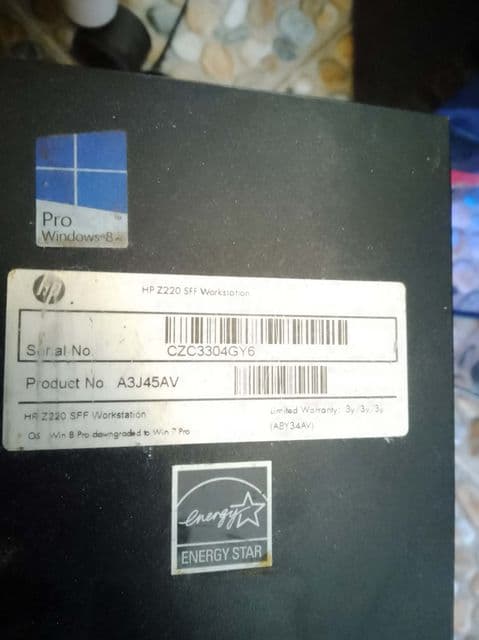 Pro
Windows 8
hp
HP Z220 SFF Workstation
Serial No
CZC3304GY6
Product No A3J45AV
HP Z220 SFF Workstation
Limited Warranty: 3y/3y/3y
OS Win 8 Pro downgraded to Win 7 Pro
(ABY34AV)
energy
ENERGY STAR